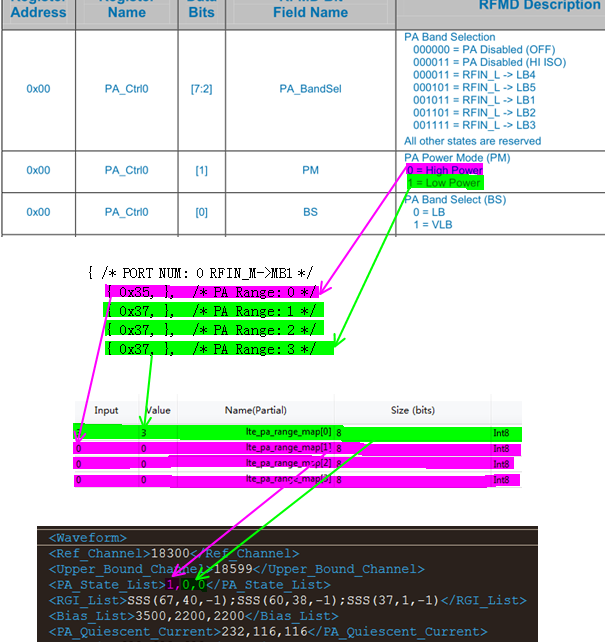 Register Register Data RFMD Bit RFMD Description
Address Name Bits Field Name
PA Band Selection
000000 = PA Disabled (OFF)
000011 = PA Disabled (HI ISO)
000011 = RFIN_L -> LB4
0x00 PA_Ctrl0 [7:2] PA_BandSel 000101 = RFIN_L -> LB5
001011 = RFIN_L -> LB1
001101 = RFIN_L -> LB2
001111 = RFIN_L -> LB3
All other states are reserved
PA Power Mode (PM)
0x00 PA_Ctrl0 [1] PM 0 = High Power
1 = Low Power
PA Band Select (BS)
0x00 PA_Ctrl0 [0] BS 0 = LB
1 = VLB
{ /* PORT NUM: 0 RFIN_M->MB1 */
{ 0x35, }, /* PA Range: 0 */
{ 0x37, }, /* PA Range: 1 */
{ 0x37, }, /* PA Range: 2 */
{ 0x37, }, /* PA Range: 3 */
Input Value Name(Partial) Size (bits)
3 3 lte_pa_range_map[0] 8 Int8
0 0 lte_pa_range_map[1] 8 Int8
0 0 lte_pa_range_map[2] 8 Int8
0 0 lte_pa_range_map[3] 8 Int8
<Waveform>
<Ref_Channel>18300</Ref_Channel>
<Upper_Bound_Channel>18599</Upper_Bound_Channel>
<PA_State_List>1,0,0</PA_State_List>
<RGI_List>SSS(67,40,-1);SSS(60,38,-1);SSS(37,1,-1)</RGI_List>
<Bias_List>3500,2200,2200</Bias_List>
<PA_Quiescent_Current>232,116,116</PA_Quiescent_Current>